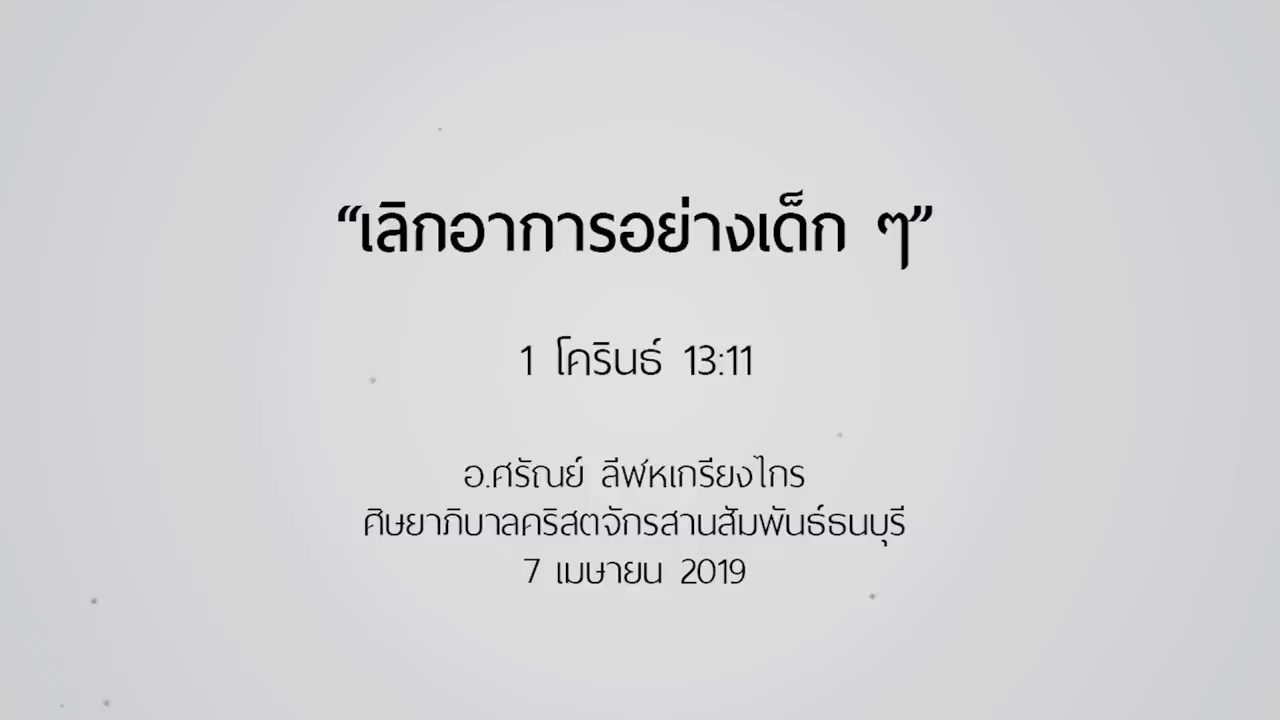 “เลิกอาการอย่างเด็ก ๆ”
1 โครินธ์ 13:11
อ.ศรัณย์ ลีฬหเกรียงไกร
ศิษยาภิบาลคริสตจักรสานสัมพันธ์ธนบุรี
7 เมษายน 2019